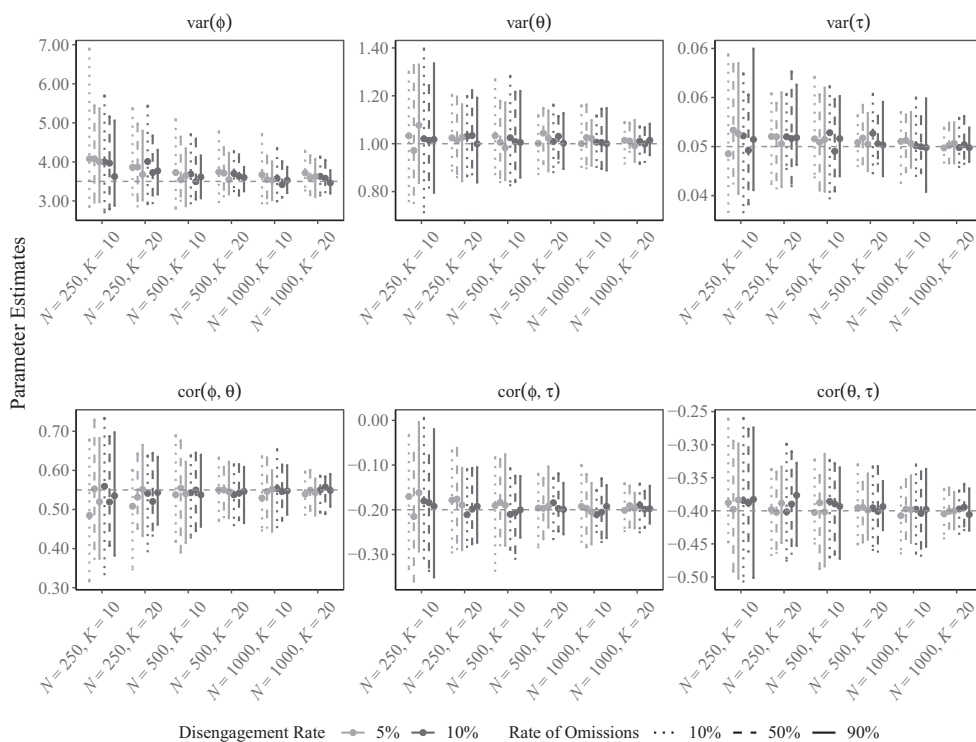 var(ϕ)
var(θ)
var(τ)
7.00
6.00
5.00
4.00
3.00
1.40
1.20
1.00
0.80
0.06
0.06
0.05
0.04
N = 250, K = 10
N = 250, K = 20
N = 500, K = 10
N = 500, K = 20
N = 1000, K = 10
N = 1000, K = 20
N = 250, K = 10
N = 250, K = 20
N = 500, K = 10
N = 500, K = 20
N = 1000, K = 10
N = 1000, K = 20
N = 250, K = 10
N = 250, K = 20
N = 500, K = 10
N = 500, K = 20
N = 1000, K = 10
N = 1000, K = 20
Parameter Estimates
cor(ϕ, θ)
cor(ϕ, τ)
cor(θ, τ)
0.70
0.60
0.50
0.40
0.30
0.00
−0.10
−0.20
−0.30
−0.25
−0.30
−0.35
−0.40
−0.45
−0.50
N = 250, K = 10
N = 250, K = 20
N = 500, K = 10
N = 500, K = 20
N = 1000, K = 10
N = 1000, K = 20
N = 250, K = 10
N = 250, K = 20
N = 500, K = 10
N = 500, K = 20
N = 1000, K = 10
N = 1000, K = 20
N = 250, K = 10
N = 250, K = 20
N = 500, K = 10
N = 500, K = 20
N = 1000, K = 10
N = 1000, K = 20
Disengagement Rate 5% 10% Rate of Omissions 10% 50% 90%